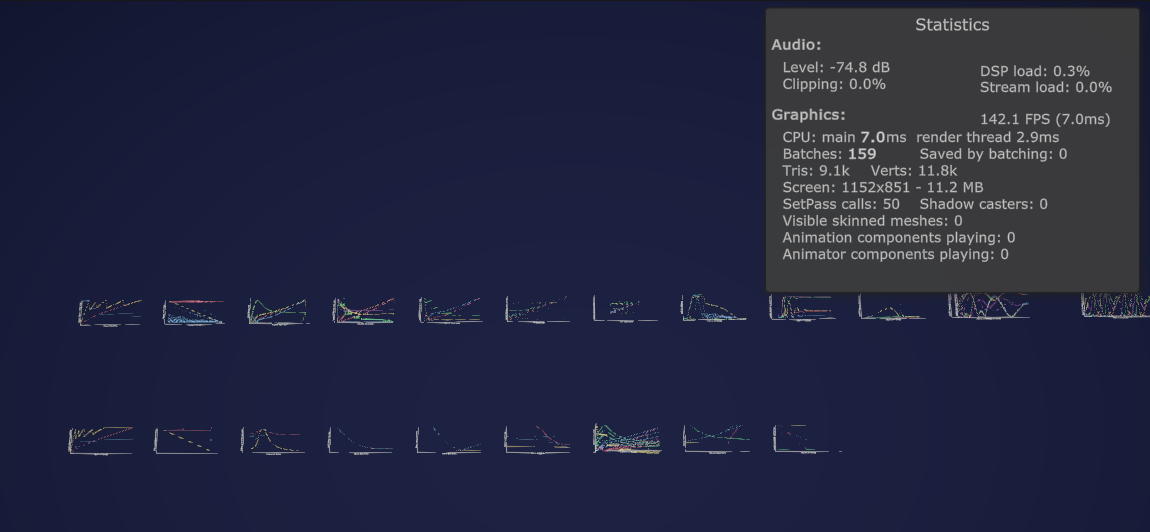 Statistics
Audio:
Level: -74.8 dB
DSP load: 0.3%
Clipping: 0.0%
Stream load: 0.0%
Graphics:
142.1 FPS (7.0ms)
CPU: main 7.0ms render thread 2.9ms
Batches: 159 Saved by batching: 0
Tris: 9.1k Verts: 11.8k
Screen: 1152x851 - 11.2 MB
SetPass calls: 50 Shadow casters: 0
Visible skinned meshes: 0
Animation components playing: 0
Animator components playing: 0